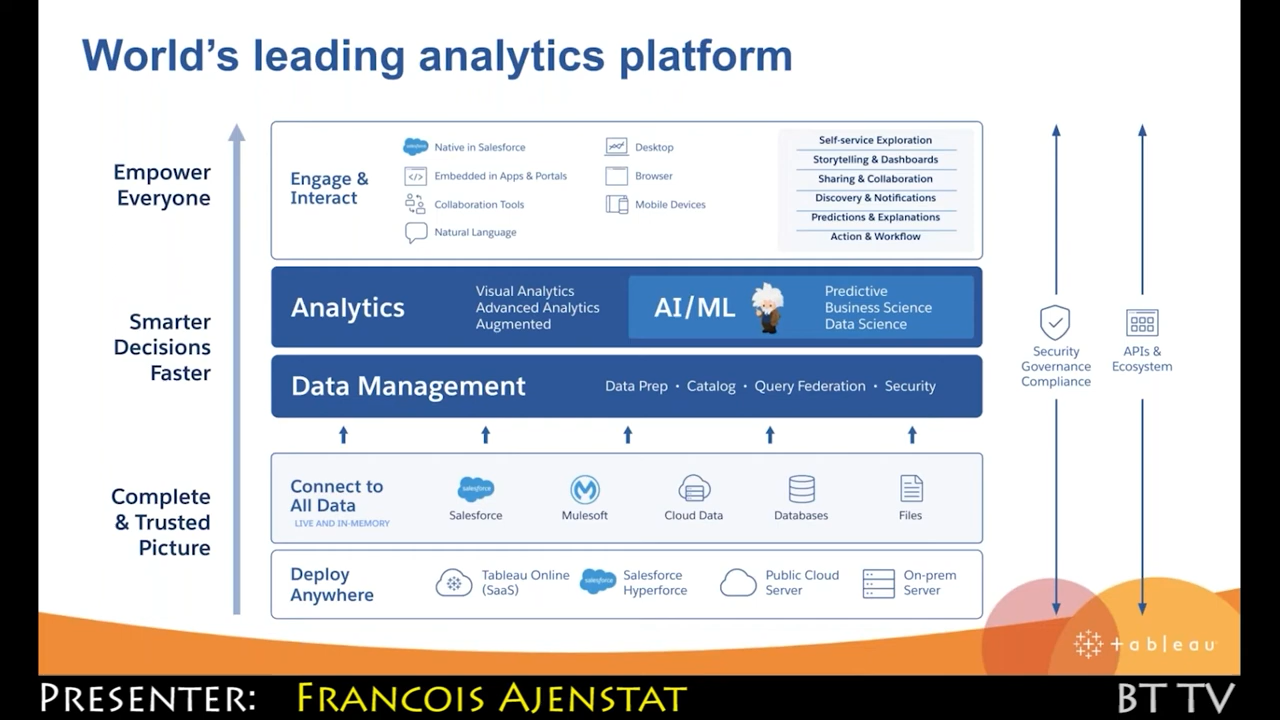 World's leading analytics platform
Empower
Everyone
Engage &
Interact
salesforce
Native in Salesforce
Embedded in Apps & Portals
Collaboration Tools
Natural Language
Desktop
Browser
Mobile Devices
Self-service Exploration
Storytelling & Dashboards
Sharing & Collaboration
Discovery & Notifications
Predictions & Explanations
Action & Workflow
Smarter
Decisions
Faster
Analytics
Visual Analytics
Advanced Analytics
Augmented
AI/ML
Predictive
Business Science
Data Science
Data Management
Data Prep • Catalog • Query Federation • Security
Security
Governance
Compliance
APIs &
Ecosystem
Complete
& Trusted
Picture
Connect to
All Data
LIVE AND IN-MEMORY
salesforce
Salesforce
Mulesoft
Cloud Data
Databases
Files
Deploy
Anywhere
Tableau Online
(SaaS)
salesforce
Salesforce
Hyperforce
Public Cloud
Server
On-prem
Server
+ableau
PRESENTER: FRANCOIS AJENSTAT
BT TV